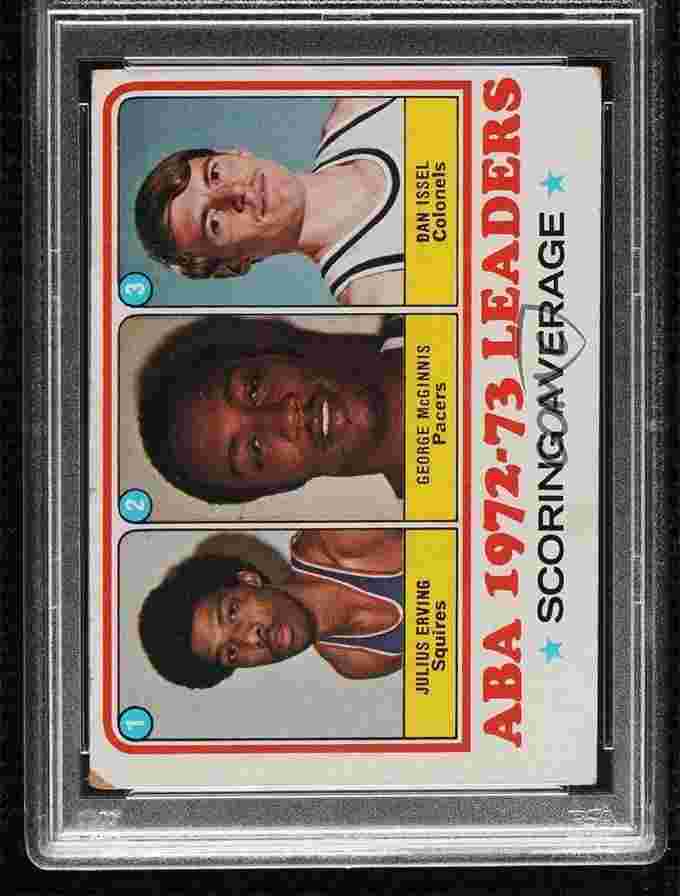 1
JULIUS ERVING
Squires
2
GEORGE McGINNIS
Pacers
3
DAN ISSEL
Colonels
ABA 1972-73 LEADERS
★ SCORING AVERAGE ★